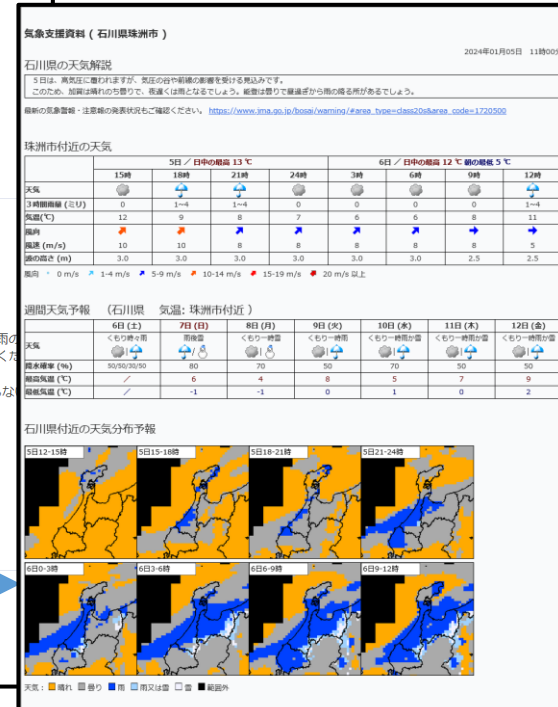 気象支援資料 ( 石川県珠洲市 )
2024年01月05日 11時00分
石川県の天気解説
5日は、高気圧に覆われますが、気圧の谷や前線の影響を受ける見込みです。
このため、加賀は晴れのち曇りで、夜遅くは雨となるでしょう。能登は曇りで昼過ぎから雨の降る所があるでしょう。
最新の気象警報・注意報の発表状況もご確認ください。 https://www.jma.go.jp/bosai/warning/#area_type=class20s&area_code=1720500
珠洲市付近の天気
5日 / 日中の最高 13 ℃ 6日 / 日中の最高 12 ℃ 朝の最低 5 ℃
15時 18時 21時 24時 3時 6時 9時 12時
天気
3時間雨量 (ミリ) 0 1~4 1~4 0 0 0 0 1~4
気温(℃) 12 9 8 7 6 6 8 11
風向
風速 (m/s) 10 10 8 8 8 8 8 5
波の高さ (m) 3.0 3.0 3.0 3.0 3.0 3.0 2.5 2.5
風向 0 m/s 1-4 m/s 5-9 m/s 10-14 m/s 15-19 m/s 20 m/s 以上
週間天気予報 (石川県 気温: 珠洲市付近 )
6日 (土) 7日 (日) 8日 (月) 9日 (火) 10日 (水) 11日 (木) 12日 (金)
天気 くもり時々雨 雨後雪 くもり一時雪 くもり一時雨 くもり一時雨か雪 くもり一時雨か雪 くもり一時雨か雪
降水確率 (%) 50/50/30/50 80 70 50 70 50 50
最高気温 (℃) / 6 4 8 5 7 9
最低気温 (℃) / -1 -1 0 1 0 2
石川県付近の天気分布予報
5日12-15時 5日15-18時 5日18-21時 5日21-24時
6日0-3時 6日3-6時 6日6-9時 6日9-12時
天気: 晴れ 曇り 雨 雨又は雪 雪 範囲外
雨の
くだ
な